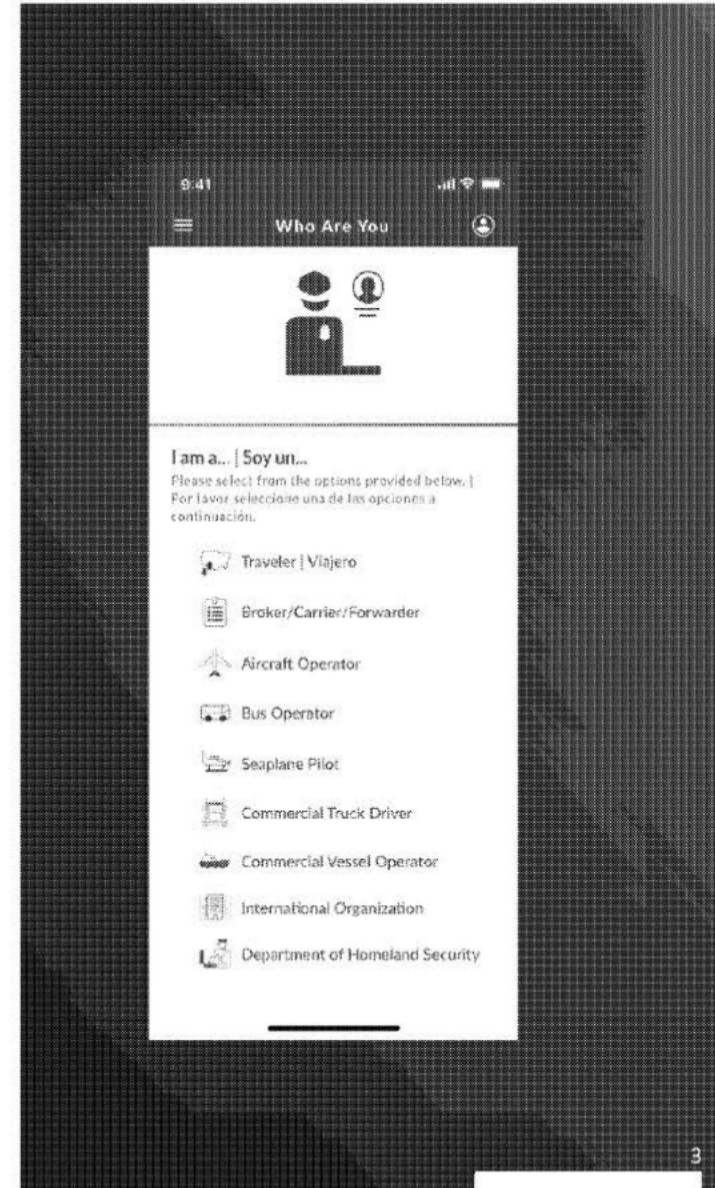 9:41
Who Are You
I am a... | Soy un...
Please select from the options provided below. |
Por favor seleccione una de las opciones a
continuación.
Traveler | Viajero
Broker/Carrier/Forwarder
Aircraft Operator
Bus Operator
Seaplane Pilot
Commercial Truck Driver
Commercial Vessel Operator
International Organization
Department of Homeland Security
3